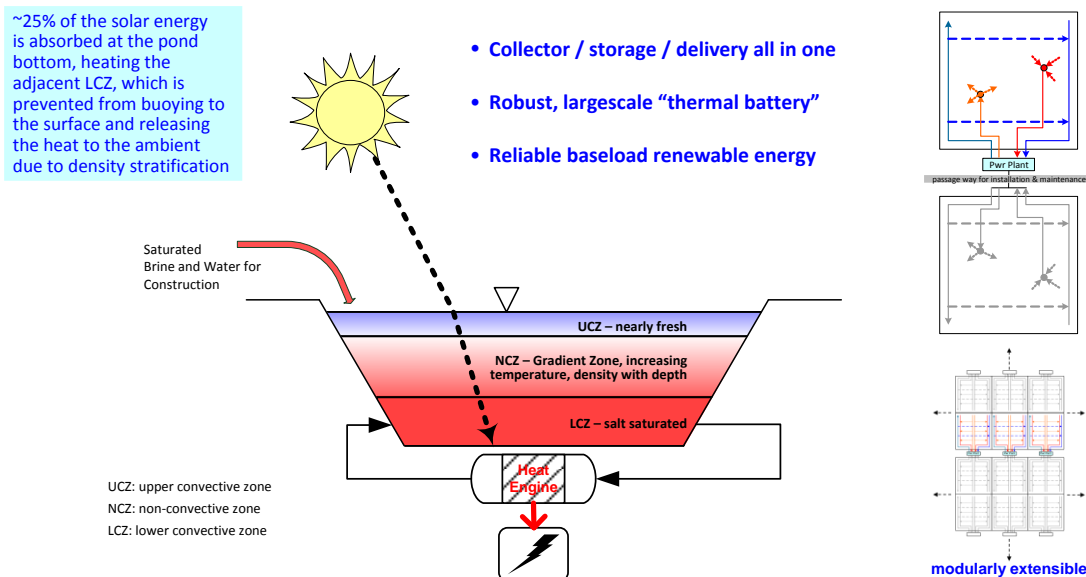 ~25% of the solar energy
is absorbed at the pond
bottom, heating the
adjacent LCZ, which is
prevented from buoying to
the surface and releasing
the heat to the ambient
due to density stratification
• Collector / storage / delivery all in one
• Robust, largescale “thermal battery”
• Reliable baseload renewable energy
Pwr Plant
passage way for installation & maintenance
Saturated
Brine and Water for
Construction
UCZ – nearly fresh
NCZ – Gradient Zone, increasing
temperature, density with depth
LCZ – salt saturated
Heat
Engine
UCZ: upper convective zone
NCZ: non-convective zone
LCZ: lower convective zone
modularly extensible